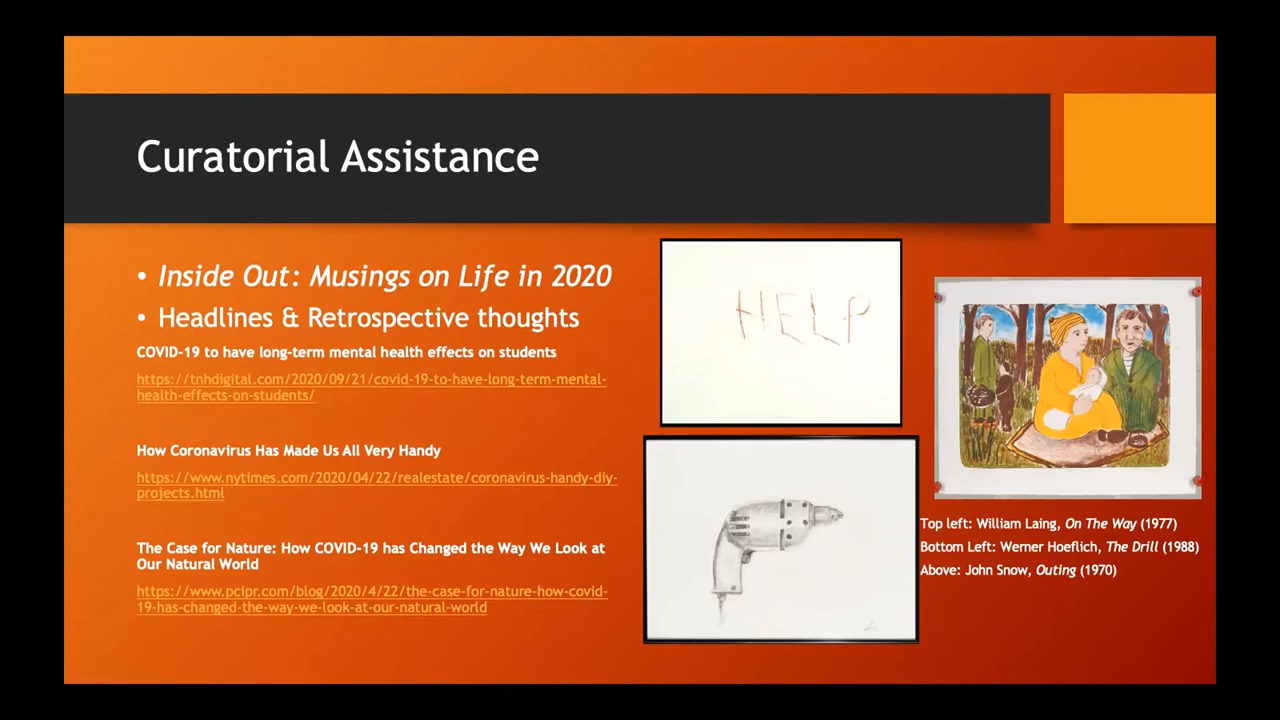 Curatorial Assistance
• Inside Out: Musings on Life in 2020
• Headlines & Retrospective thoughts
COVID-19 to have long-term mental health effects on students
https://tnhdigital.com/2020/09/21/covid-19-to-have-long-term-mental-
health-effects-on-students/
How Coronavirus Has Made Us All Very Handy
https://www.nytimes.com/2020/04/22/realestate/coronavirus-handy-diy-
projects.html
The Case for Nature: How COVID-19 has Changed the Way We Look at
Our Natural World
https://www.pcipr.com/blog/2020/4/22/the-case-for-nature-how-covid-
19-has-changed-the-way-we-look-at-our-natural-world
HELP
Top left: William Laing, On The Way (1977)
Bottom Left: Werner Hoeflich, The Drill (1988)
Above: John Snow, Outing (1970)